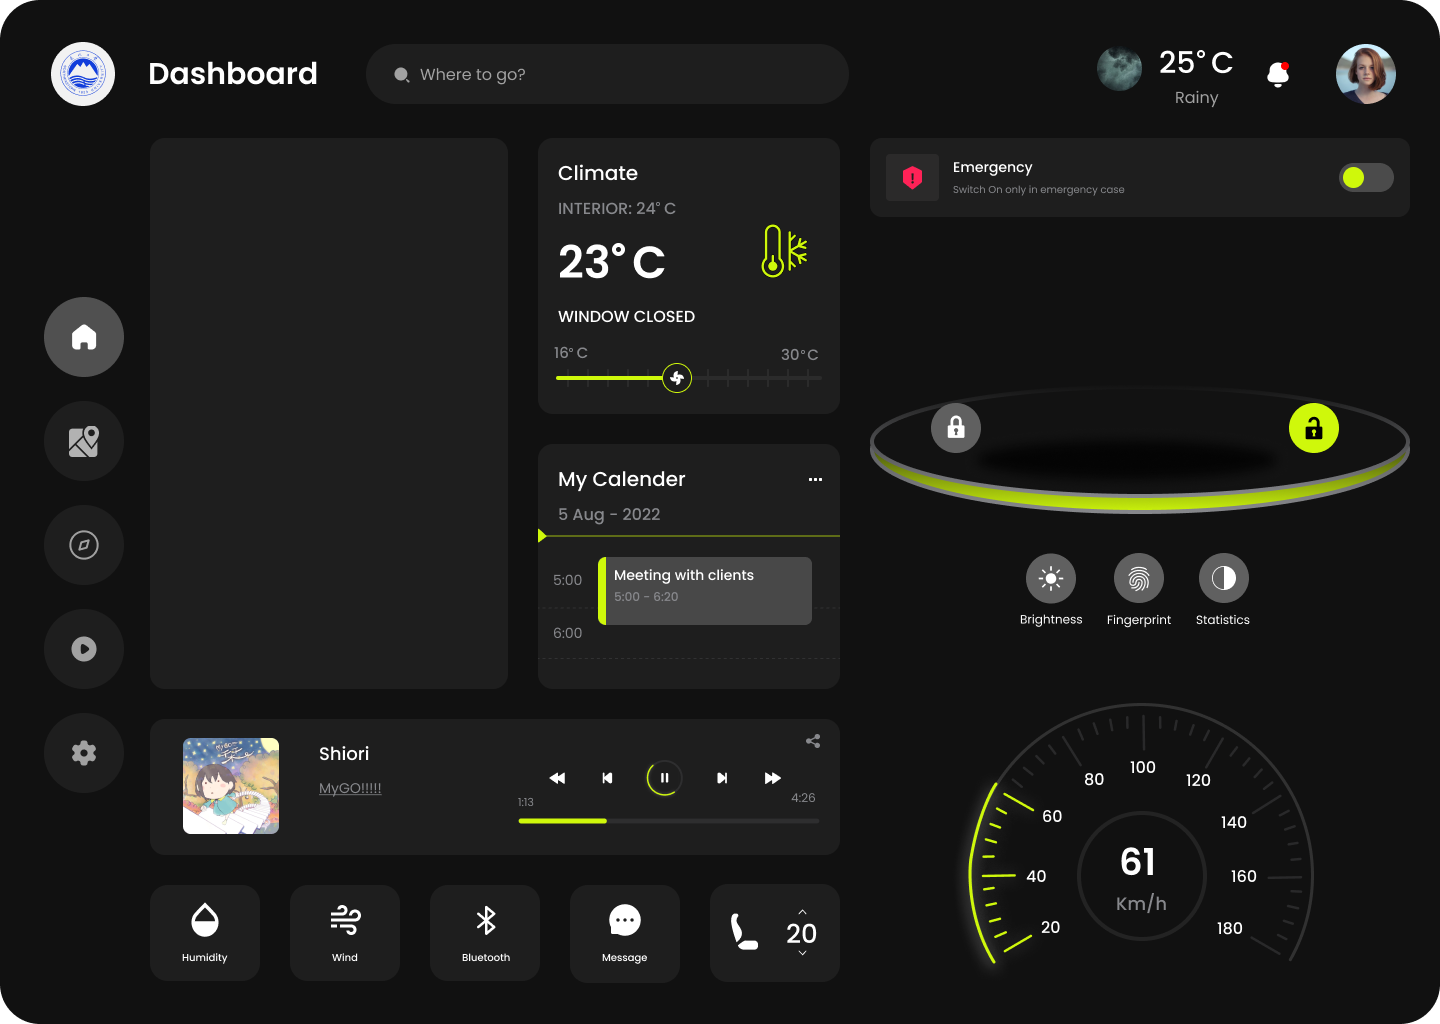 Dashboard
Where to go?
25° C
Rainy
Climate
INTERIOR: 24° C
23° C
WINDOW CLOSED
16° C
30°C
Emergency
Switch On only in emergency case
My Calender
5 Aug - 2022
5:00
Meeting with clients
5:00 - 6:20
6:00
Brightness
Fingerprint
Statistics
Shiori
MyGO!!!!!
1:13
4:26
20
40
60
80
100
120
140
160
180
61
Km/h
Humidity
Wind
Bluetooth
Message
20